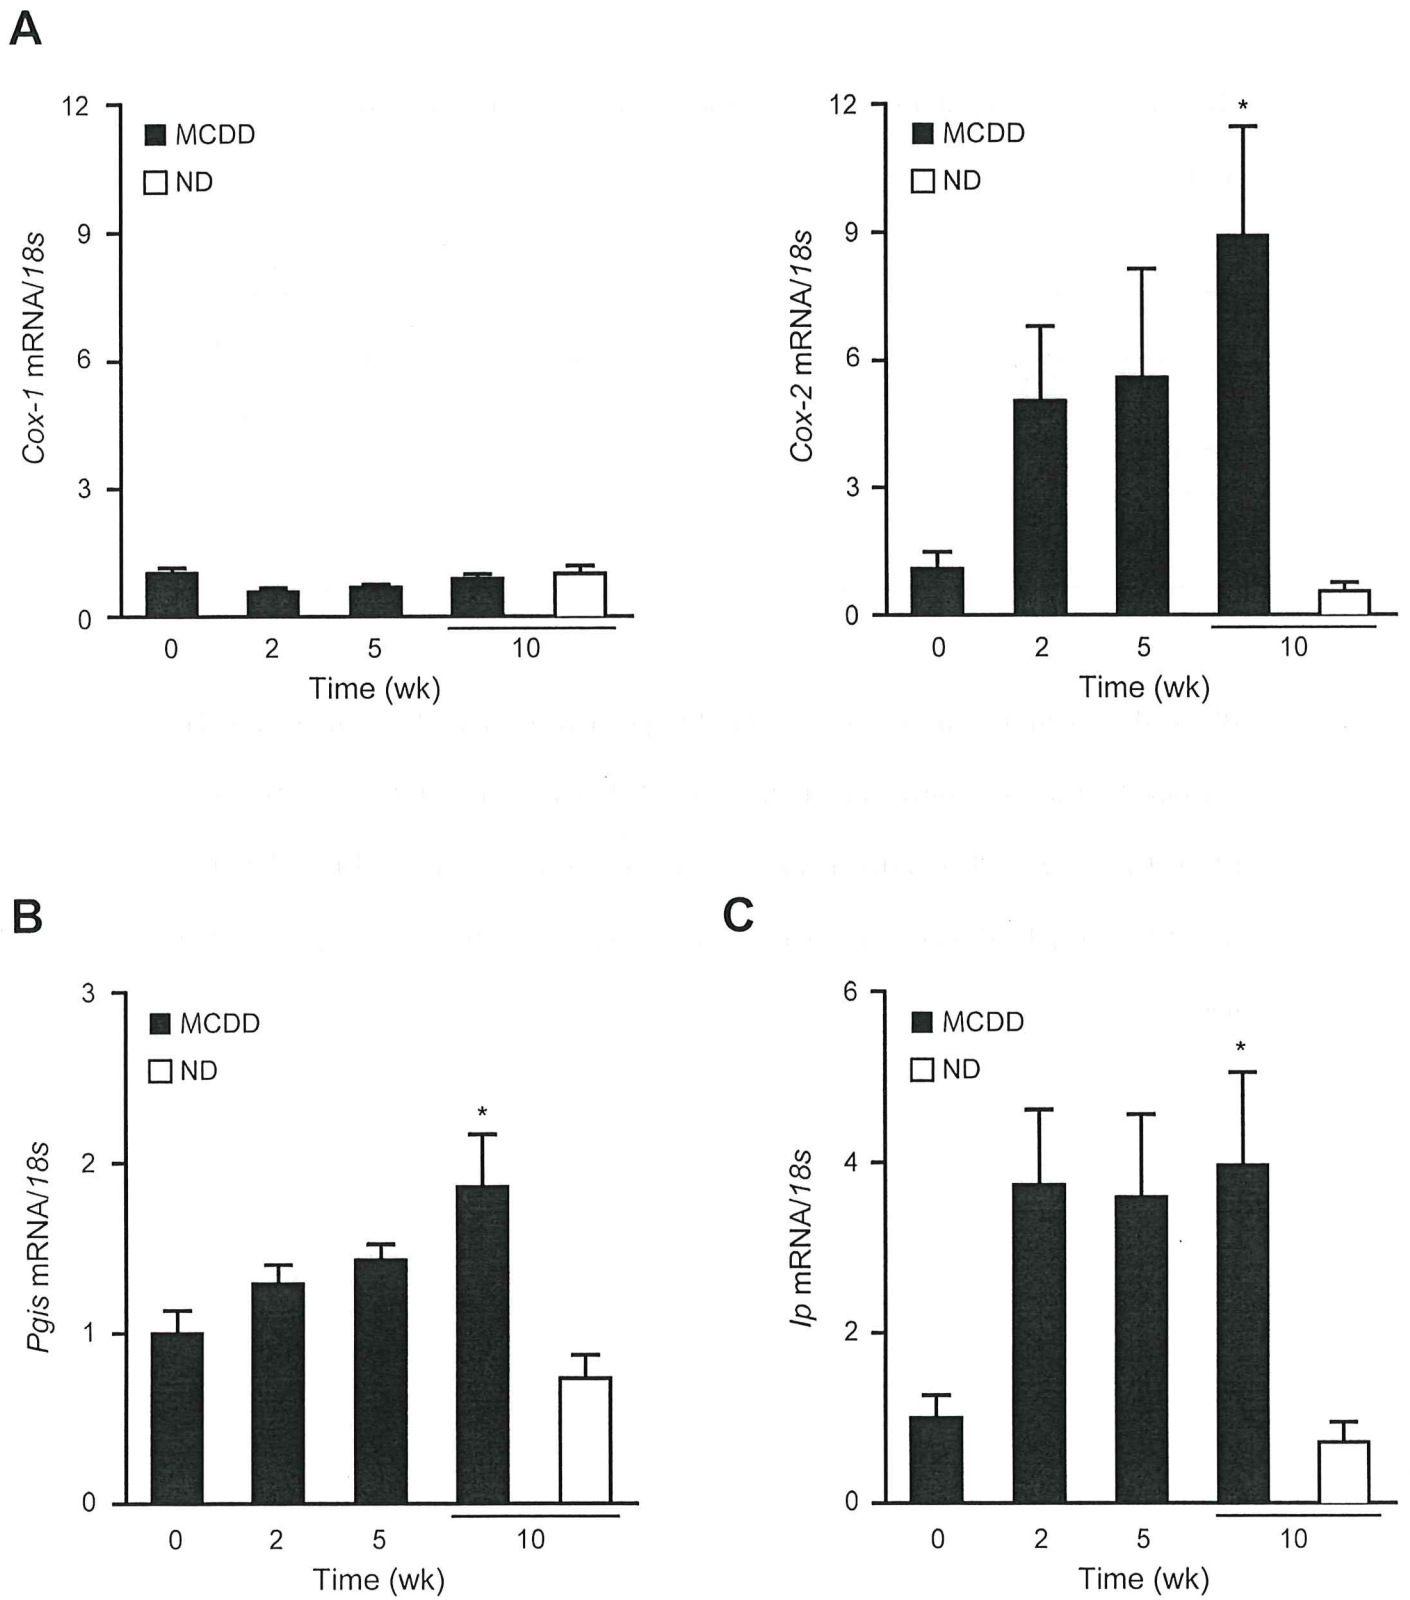 A
12
9
6
3
0
MCDD
ND
Cox-1 mRNA/18s
0 2 5 10
Time (wk)
12
9
6
3
0
MCDD
ND
*
Cox-2 mRNA/18s
0 2 5 10
Time (wk)
B
3
2
1
0
MCDD
ND
*
Pgis mRNA/18s
0 2 5 10
Time (wk)
C
6
4
2
0
MCDD
ND
*
Ip mRNA/18s
0 2 5 10
Time (wk)